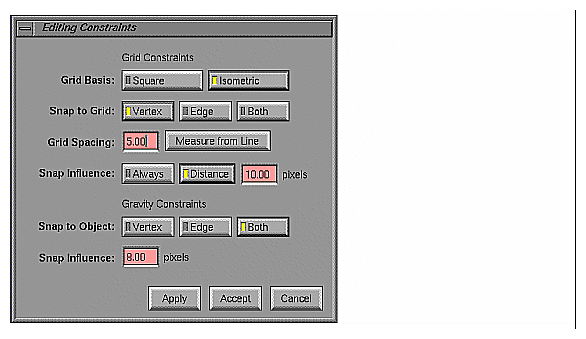 Editing Constraints
Grid Constraints
Grid Basis: Square Isometric
Snap to Grid: Vertex Edge Both
Grid Spacing: 5.00 Measure from Line
Snap Influence: Always Distance 10.00 pixels
Gravity Constraints
Snap to Object: Vertex Edge Both
Snap Influence: 8.00 pixels
Apply Accept Cancel